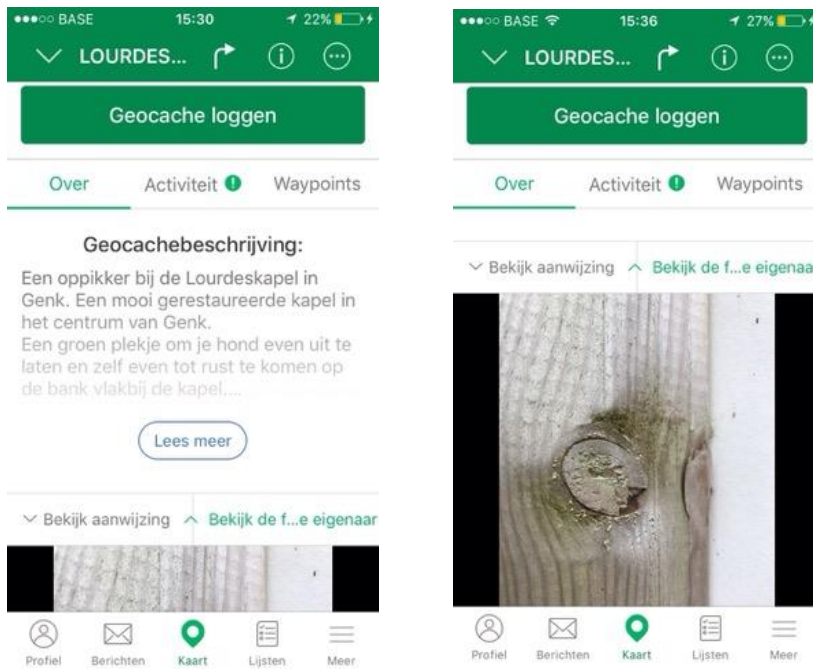 BASE 15:30 22%
LOURDES...
Geocache loggen
Over Activiteit Waypoints
Geocachebeschrijving:
Een oppikker bij de Lourdeskapel in
Genk. Een mooi gerestaureerde kapel in
het centrum van Genk.
Een groen plekje om je hond even uit te
laten en zelf even tot rust te komen op
de bank vlakbij de kapel....
Lees meer
Bekijk aanwijzing Bekijk de f...e eigenaar
Profiel Berichten Kaart Lijsten Meer
BASE 15:36 27%
LOURDES...
Geocache loggen
Over Activiteit Waypoints
Bekijk aanwijzing Bekijk de f...e eigenaa
Profiel Berichten Kaart Lijsten Meer